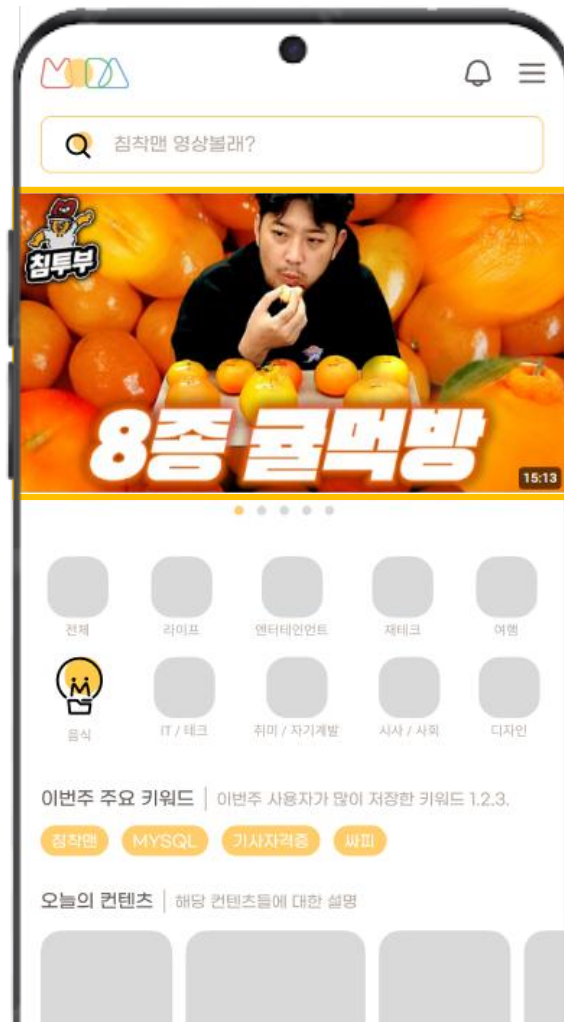 MODA
침착맨 영상볼래?
침투부
8종 귤먹방
15:13
전체 라이프 엔터테인먼트 재테크 여행
음식 IT / 테크 취미 / 자기계발 시사 / 사회 디자인
이번주 주요 키워드 | 이번주 사용자가 많이 저장한 키워드 1.2.3.
침착맨 MYSQL 기사자격증 싸피
오늘의 컨텐츠 | 해당 컨텐츠들에 대한 설명